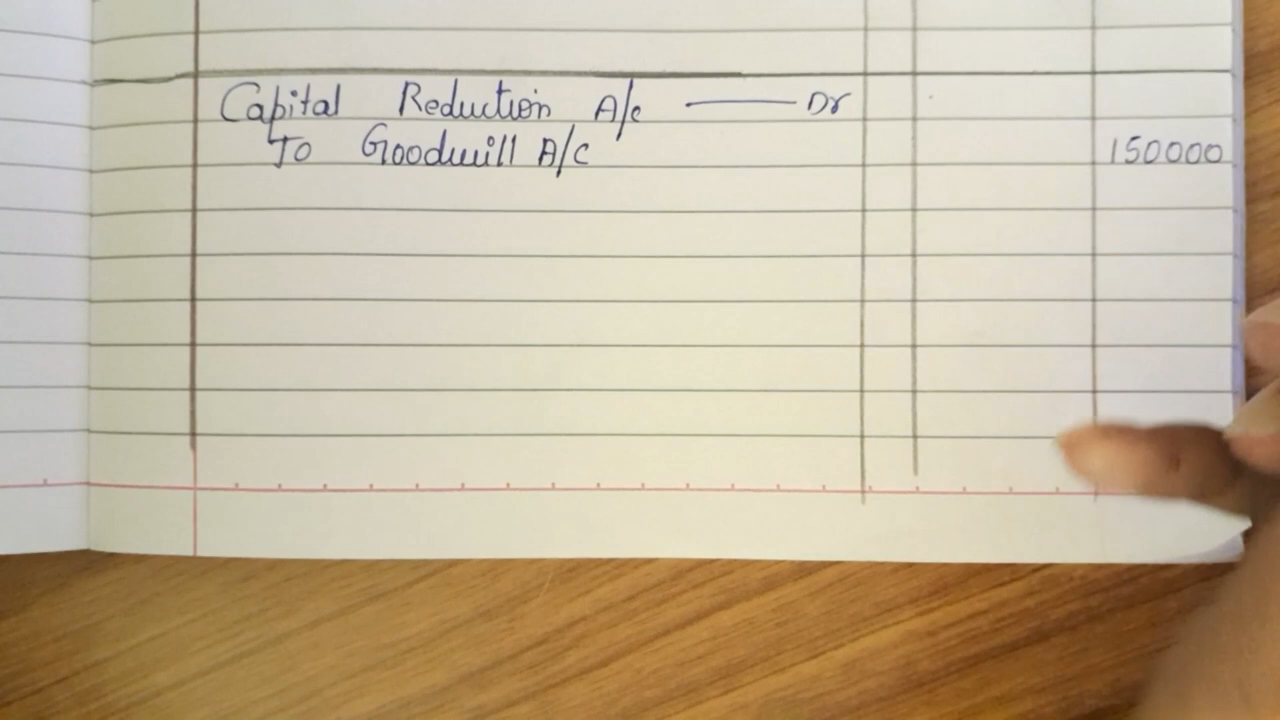 Capital Reduction A/c —— Dr
To Goodwill A/C 150000